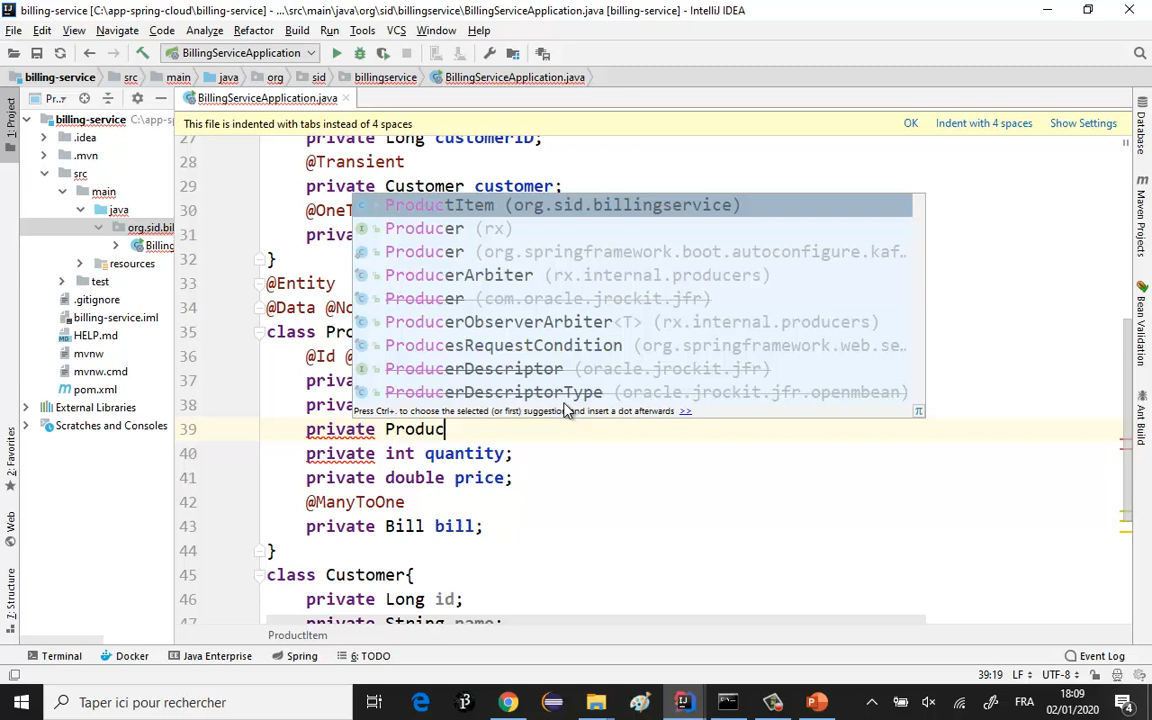 billing-service [C:\app-spring-cloud\billing-service] - ...\src\main\java\org\sid\billingservice\BillingServiceApplication.java [billing-service] - IntelliJ IDEA
File Edit View Navigate Code Analyze Refactor Build Run Tools VCS Window Help
BillingServiceApplication
billing-service src main java org sid billingservice BillingServiceApplication.java
1: Project
Pr...
BillingServiceApplication.java
This file is indented with tabs instead of 4 spaces OK Indent with 4 spaces Show Settings
billing-service C:\app-s
.idea
.mvn
src
main
java
org.sid.bil
Billing
resources
test
.gitignore
billing-service.iml
HELP.md
mvnw
mvnw.cmd
pom.xml
External Libraries
Scratches and Consoles
27 private Long customerID;
28 @Transient
29 private Customer customer;
30 @OneT
31 priva
32 }
33 @Entity
34 @Data @No
35 class Pro
36 @Id @
37 priva
38 priva
39 private Produc
40 private int quantity;
41 private double price;
42 @ManyToOne
43 private Bill bill;
44 }
45 class Customer{
46 private Long id;
47 private String name;
ProductItem (org.sid.billingservice)
Producer (rx)
Producer (org.springframework.boot.autoconfigure.kaf…
ProducerArbiter (rx.internal.producers)
Producer (com.oracle.jrockit.jfr)
ProducerObserverArbiter<T> (rx.internal.producers)
ProducesRequestCondition (org.springframework.web.se…
ProducerDescriptor (oracle.jrockit.jfr)
ProducerDescriptorType (oracle.jrockit.jfr.openmbean)
Press Ctrl+. to choose the selected (or first) suggestion and insert a dot afterwards >> π
ProductItem
2: Favorites
Web
Z: Structure
Database
Maven Projects
Bean Validation
Ant Build
Terminal Docker Java Enterprise Spring 6: TODO Event Log
39:19 LF UTF-8
Taper ici pour rechercher
FRA
18:09
02/01/2020
4